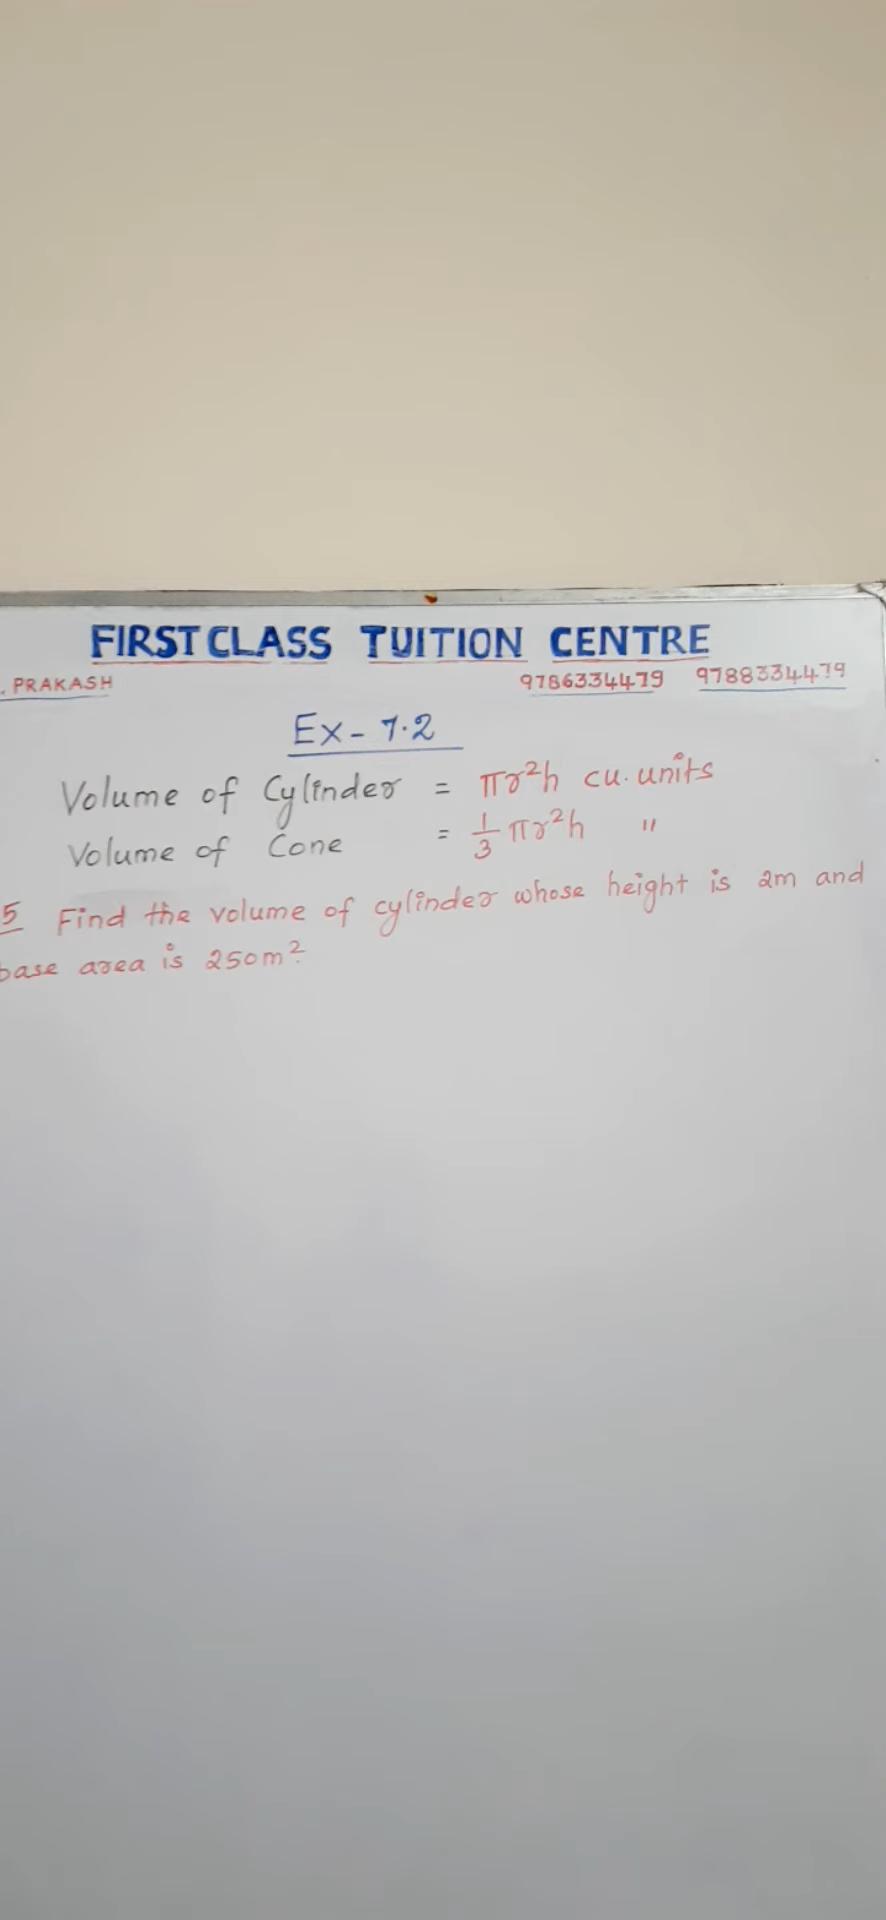 FIRST CLASS TUITION CENTRE
. PRAKASH 9786334479 9788334479
Ex - 7.2
Volume of Cylinder = πr²h cu. units
Volume of Cone = 1/3 πr²h "
5 Find the volume of cylinder whose height is 2m and
base area is 250m².